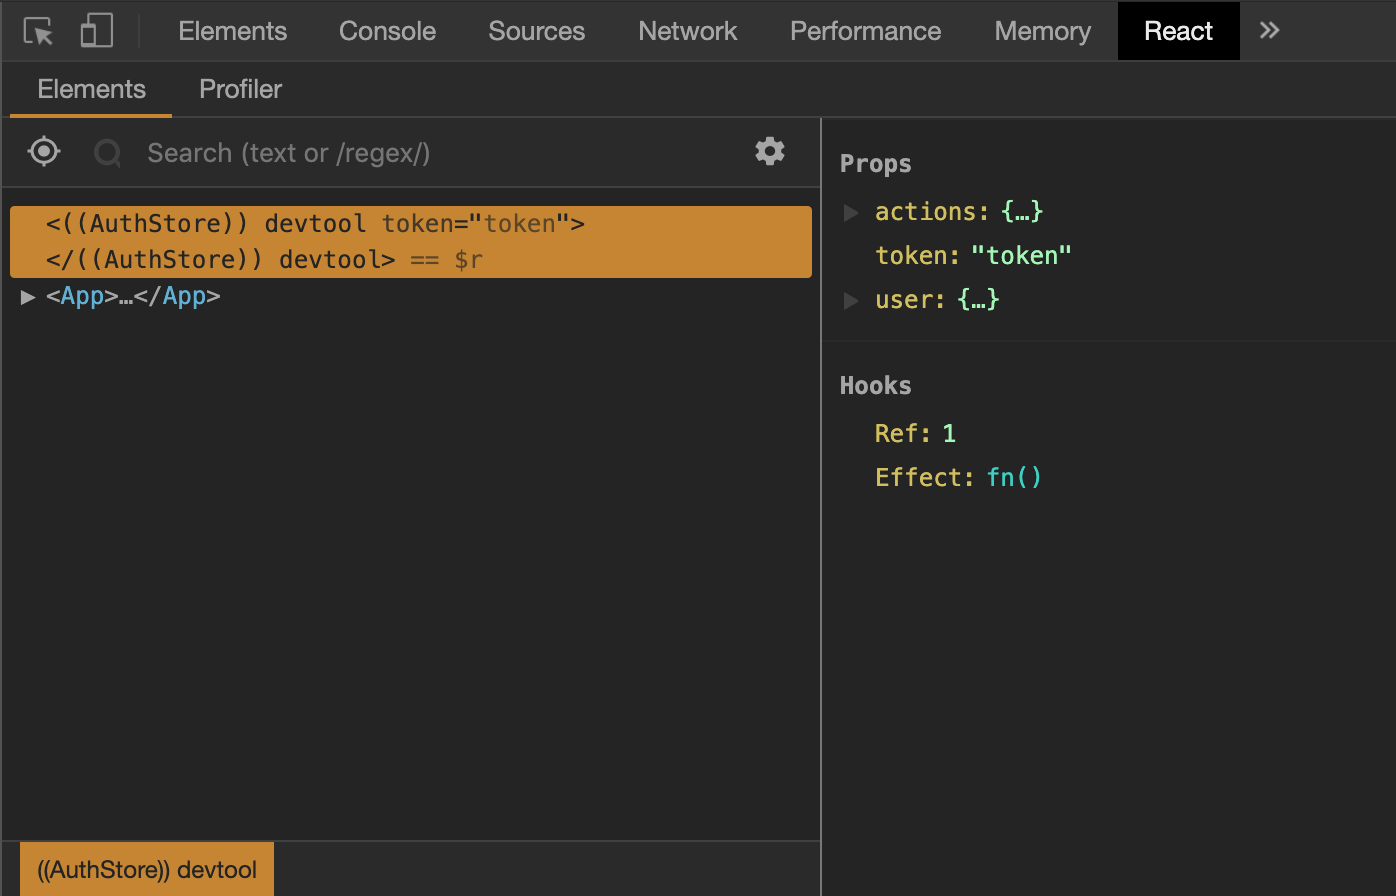 Elements Console Sources Network Performance Memory React »
Elements Profiler
Search (text or /regex/)
<((AuthStore)) devtool token="token">
</((AuthStore)) devtool> == $r
▶ <App>…</App>
Props
▶ actions: {…}
token: "token"
▶ user: {…}
Hooks
Ref: 1
Effect: fn()
((AuthStore)) devtool